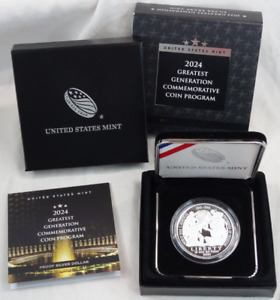 UNITED STATES MINT
2024
GREATEST
GENERATION
COMMEMORATIVE
COIN PROGRAM
UNITED STATES MINT
UNITED STATES MINT
2024
GREATEST
GENERATION
COMMEMORATIVE
COIN PROGRAM
PROOF SILVER DOLLAR
LIBERTY